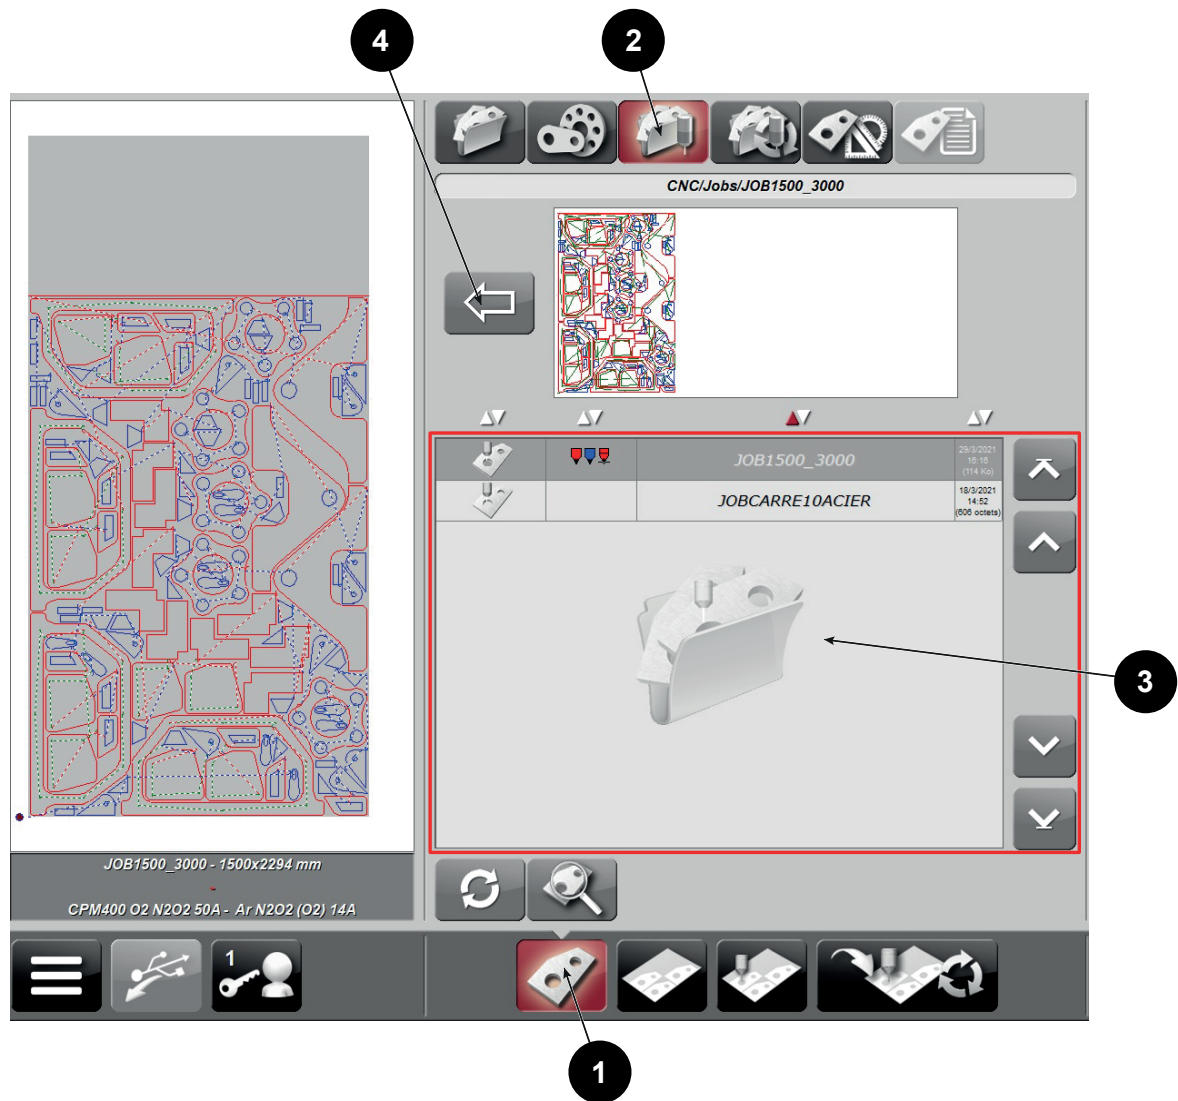 4
2
CNC/Jobs/JOB1500_3000
JOB1500_3000
29/3/2021
16:16
(114 Ko)
JOBCARRE10ACIER
18/3/2021
14:52
(606 octets)
3
JOB1500_3000 - 1500x2294 mm
-
CPM400 O2 N2O2 50A - Ar N2O2 (O2) 14A
1
1